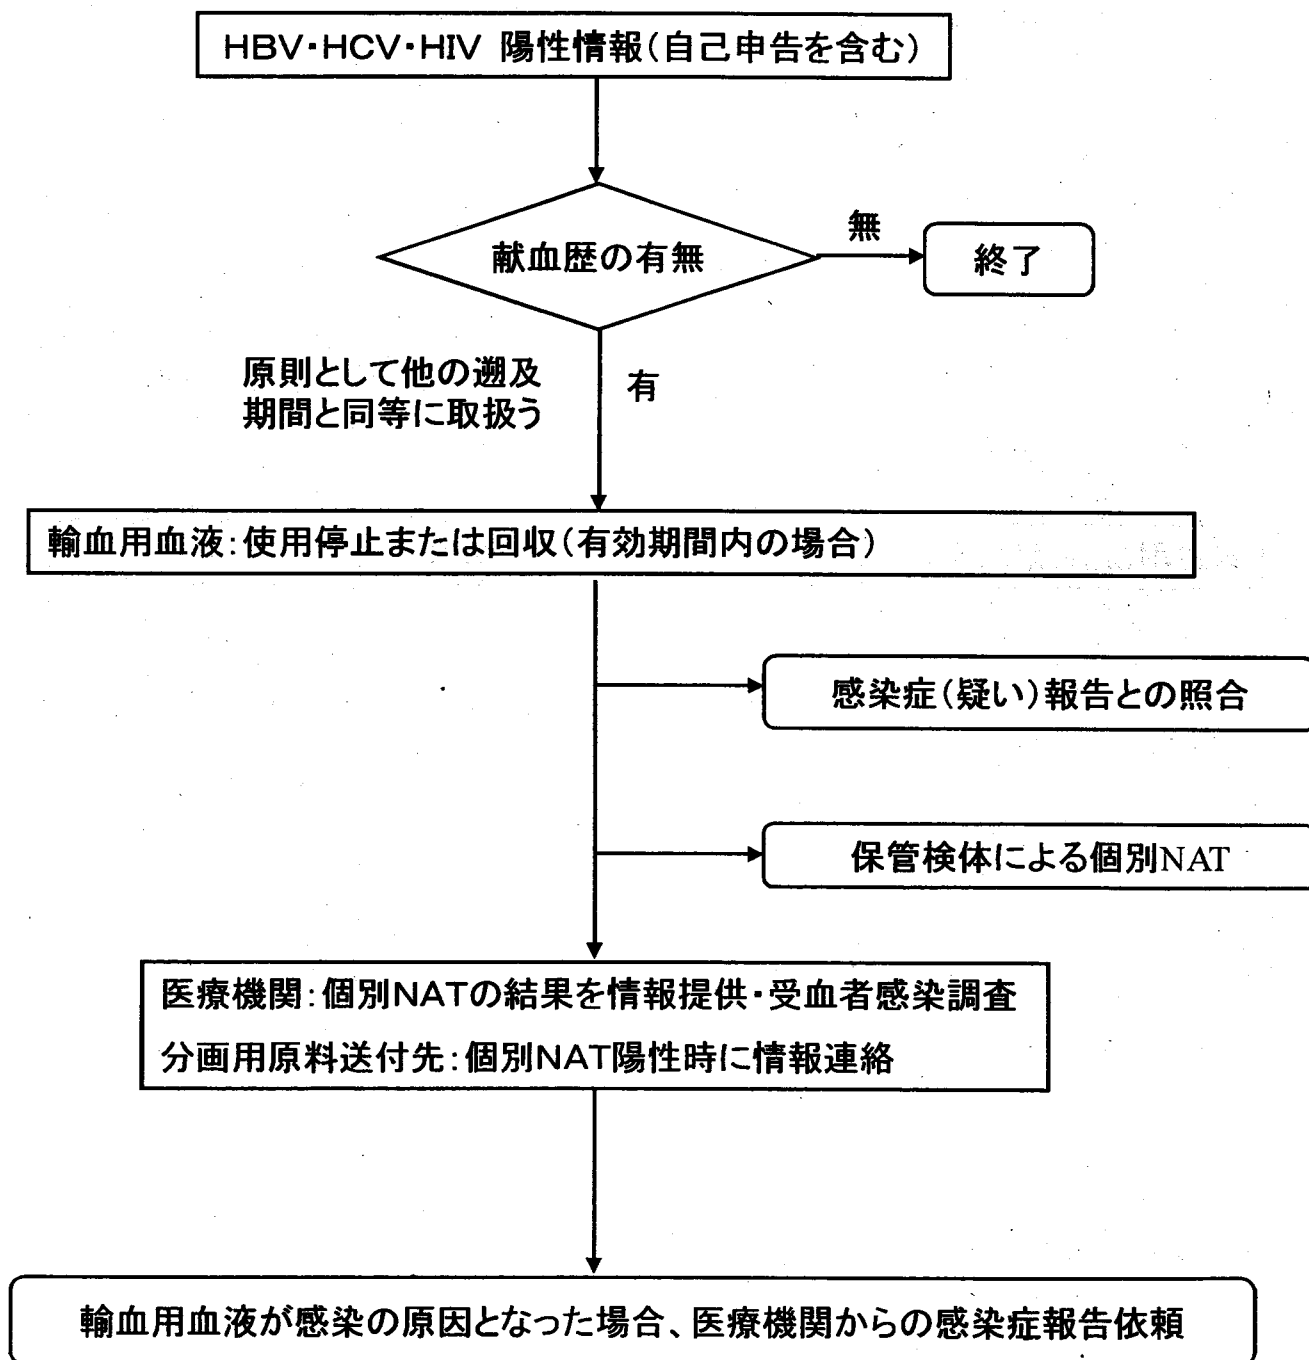 HBV・HCV・HIV 陽性情報(自己申告を含む)
献血歴の有無
無
終了
原則として他の遡及
期間と同等に取扱う
有
輸血用血液:使用停止または回収(有効期間内の場合)
感染症(疑い)報告との照合
保管検体による個別NAT
医療機関:個別NATの結果を情報提供・受血者感染調査
分画用原料送付先:個別NAT陽性時に情報連絡
輸血用血液が感染の原因となった場合、医療機関からの感染症報告依頼